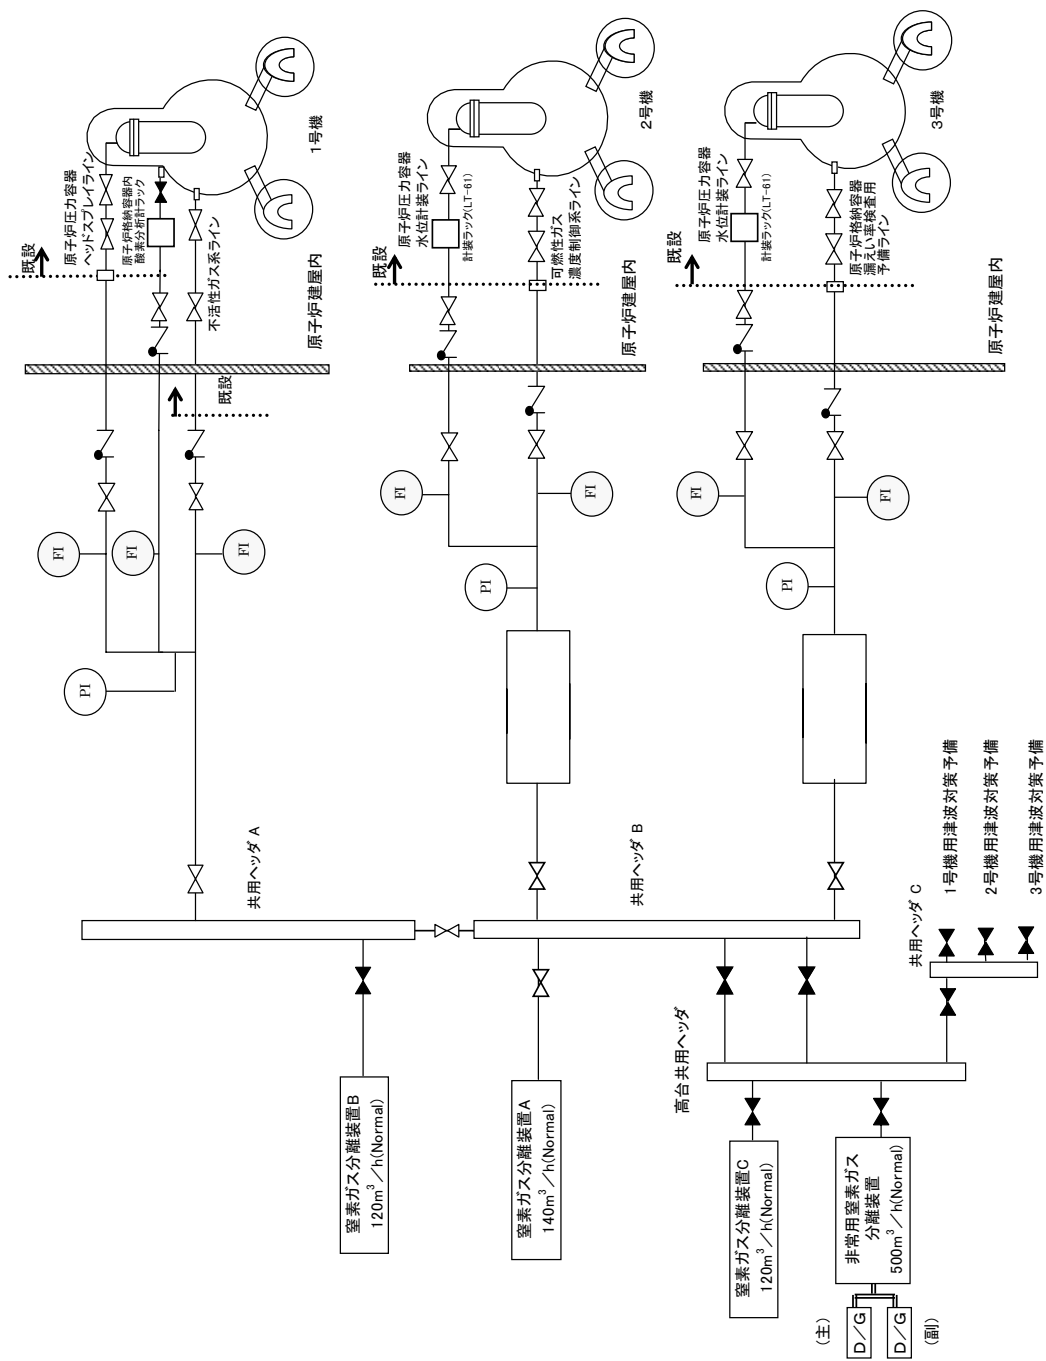 既設
原子炉圧力容器
ヘッドスプレイライン
原子炉格納容器内
酸素分析計ラック
不活性ガス系ライン
1号機
原子炉建屋内
既設
FI
FI
FI
PI
共用ヘッダ A
既設
原子炉圧力容器
水位計装ライン
計装ラック(LT-61)
可燃性ガス
濃度制御系ライン
2号機
原子炉建屋内
FI
FI
PI
共用ヘッダ B
既設
原子炉圧力容器
水位計装ライン
計装ラック(LT-61)
原子炉格納容器
漏えい率検査用
予備ライン
3号機
原子炉建屋内
FI
FI
PI
共用ヘッダ C
1号機用津波対策予備
2号機用津波対策予備
3号機用津波対策予備
高台共用ヘッダ
窒素ガス分離装置B
120m³/h(Normal)
窒素ガス分離装置A
140m³/h(Normal)
窒素ガス分離装置C
120m³/h(Normal)
非常用窒素ガス
分離装置
500m³/h(Normal)
(主)
D/G
D/G
(副)